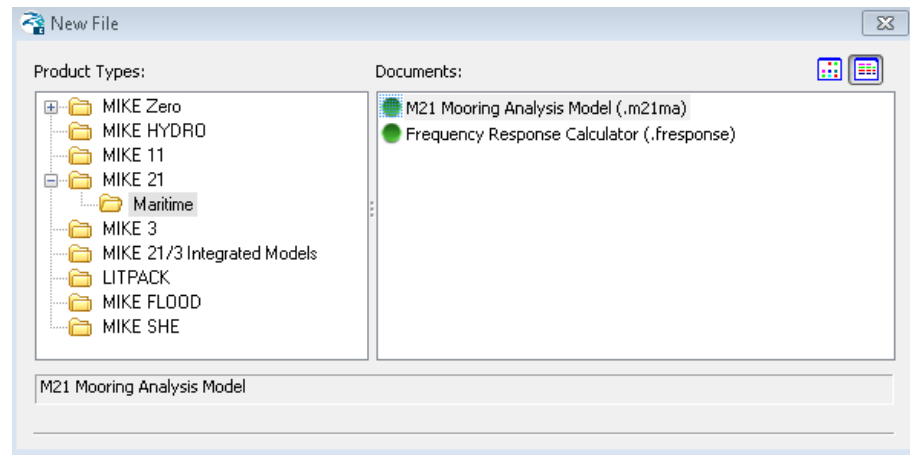 New File
Product Types:
Documents:
MIKE Zero
MIKE HYDRO
MIKE 11
MIKE 21
Maritime
MIKE 3
MIKE 21/3 Integrated Models
LITPACK
MIKE FLOOD
MIKE SHE
M21 Mooring Analysis Model (.m21ma)
Frequency Response Calculator (.fresponse)
M21 Mooring Analysis Model